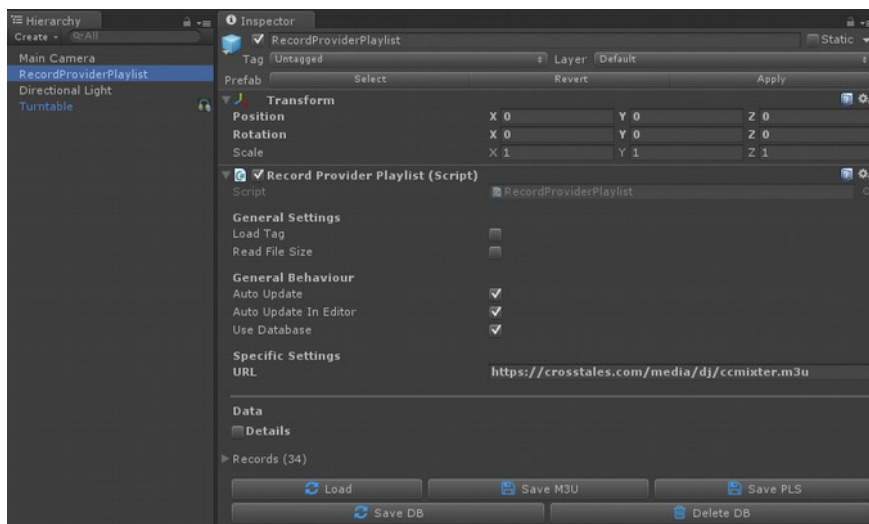 Hierarchy
Create All
Main Camera
RecordProviderPlaylist
Directional Light
Turntable
Inspector
RecordProviderPlaylist Static
Tag Untagged Layer Default
Prefab Select Revert Apply
Transform
Position X 0 Y 0 Z 0
Rotation X 0 Y 0 Z 0
Scale X 1 Y 1 Z 1
Record Provider Playlist (Script)
Script RecordProviderPlaylist
General Settings
Load Tag
Read File Size
General Behaviour
Auto Update
Auto Update In Editor
Use Database
Specific Settings
URL https://crosstales.com/media/dj/ccmixter.m3u
Data
Details
Records (34)
Load Save M3U Save PLS
Save DB Delete DB